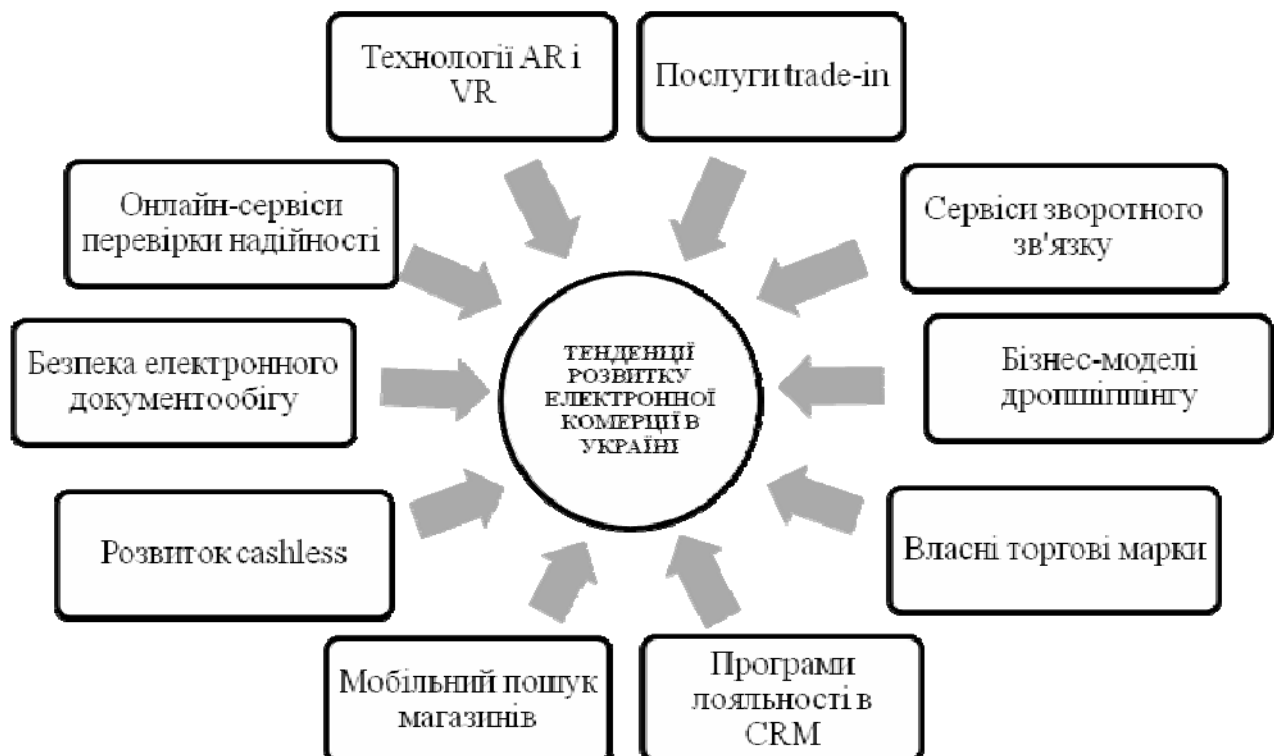 Технології AR і
VR
Послуги trade-in
Онлайн-сервіси
перевірки надійності
Сервіси зворотного
зв'язку
Безпека електронного
документообігу
ТЕНДЕНЦІЇ
РОЗВИТКУ
ЕЛЕКТРОННОЇ
КОМЕРЦІЇ В
УКРАЇНІ
Бізнес-моделі
дропшіппінгу
Розвиток cashless
Власні торгові марки
Мобільний пошук
магазинів
Програми
лояльності в
CRM